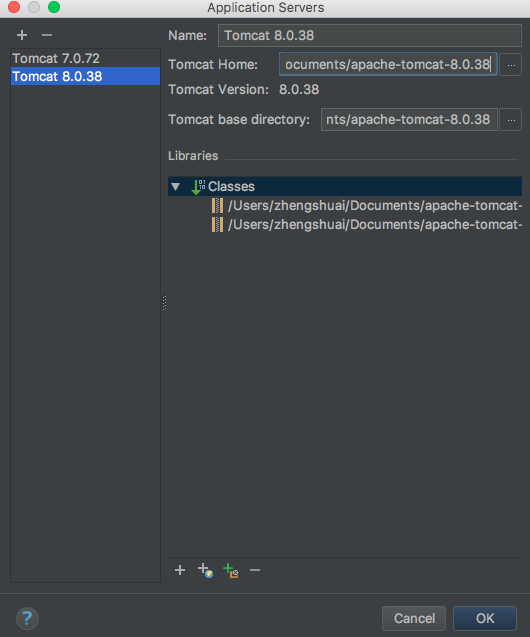 Application Servers
Tomcat 7.0.72
Tomcat 8.0.38
Name: Tomcat 8.0.38
Tomcat Home: ocuments/apache-tomcat-8.0.38 ...
Tomcat Version: 8.0.38
Tomcat base directory: nts/apache-tomcat-8.0.38 ...
Libraries
Classes
/Users/zhengshuai/Documents/apache-tomcat-
/Users/zhengshuai/Documents/apache-tomcat-
? Cancel OK